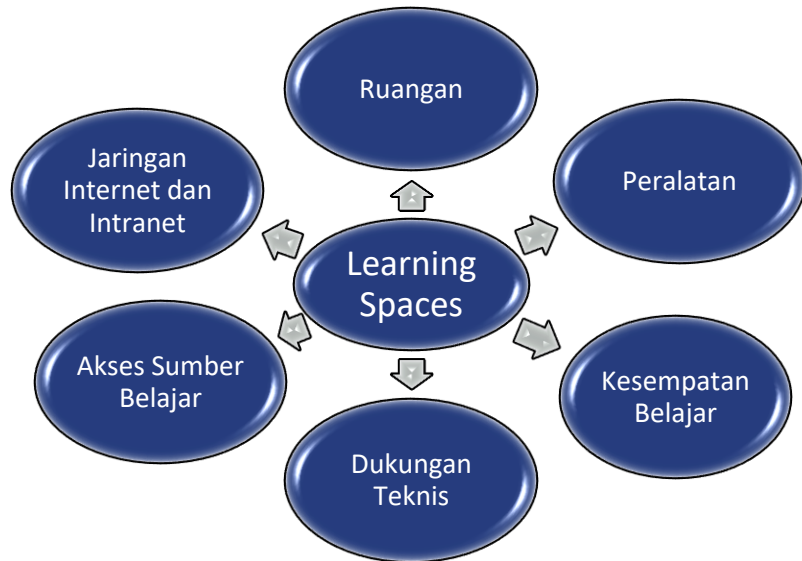 Ruangan
Jaringan
Internet dan
Intranet
Peralatan
Learning
Spaces
Akses Sumber
Belajar
Kesempatan
Belajar
Dukungan
Teknis